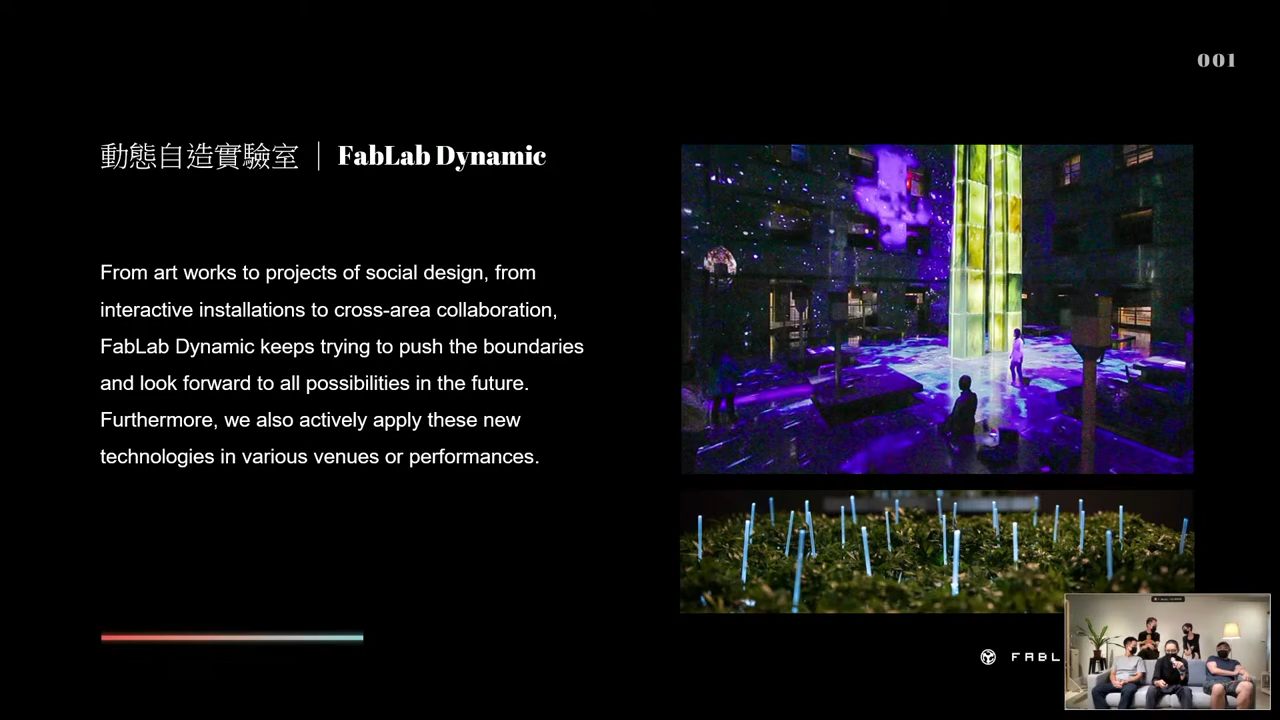 001
動態自造實驗室 | FabLab Dynamic
From art works to projects of social design, from
interactive installations to cross-area collaboration,
FabLab Dynamic keeps trying to push the boundaries
and look forward to all possibilities in the future.
Furthermore, we also actively apply these new
technologies in various venues or performances.
FABL